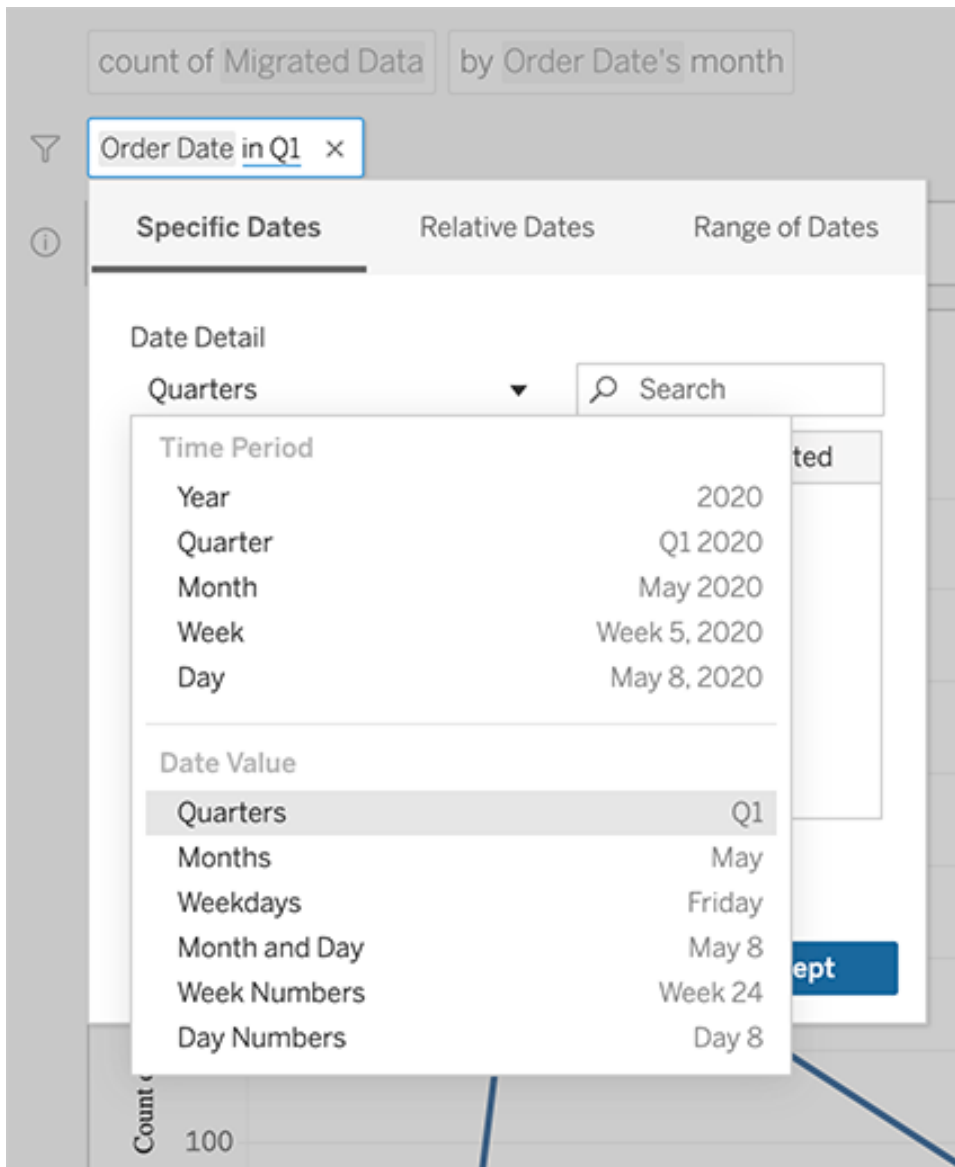 count of Migrated Data by Order Date's month
Order Date in Q1 ×
Specific Dates Relative Dates Range of Dates
Date Detail
Quarters Search
Time Period
ted
Year 2020
Quarter Q1 2020
Month May 2020
Week Week 5, 2020
Day May 8, 2020
Date Value
Quarters Q1
Months May
Weekdays Friday
Month and Day May 8
ept
Week Numbers Week 24
Day Numbers Day 8
Count
100